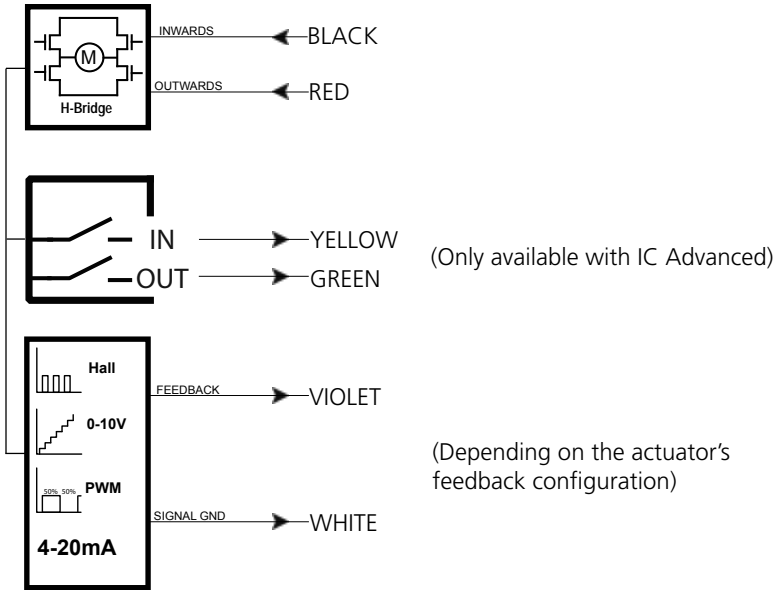 INWARDS
BLACK
M
OUTWARDS
RED
H-Bridge
IN
YELLOW
(Only available with IC Advanced)
OUT
GREEN
Hall
FEEDBACK
VIOLET
0-10V
(Depending on the actuator's
feedback configuration)
50% 50%
PWM
SIGNAL GND
WHITE
4-20mA